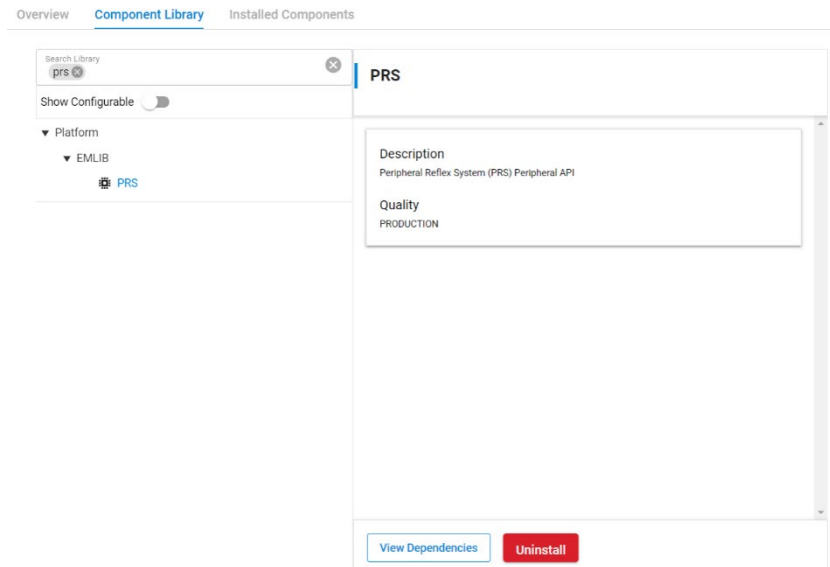 Overview Component Library Installed Components
Search Library
prs
Show Configurable
Platform
EMLIB
PRS
PRS
Description
Peripheral Reflex System (PRS) Peripheral API
Quality
PRODUCTION
View Dependencies Uninstall